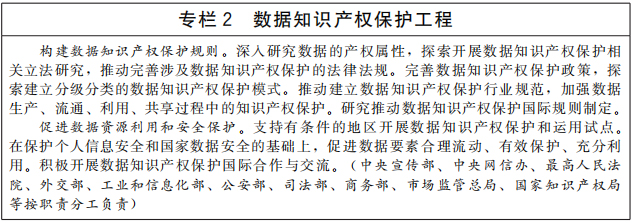 专栏 2 数据知识产权保护工程
构建数据知识产权保护规则。深入研究数据的产权属性，探索开展数据知识产权保护相
关立法研究，推动完善涉及数据知识产权保护的法律法规。完善数据知识产权保护政策，探
索建立分级分类的数据知识产权保护模式。推动建立数据知识产权保护行业规范，加强数据
生产、流通、利用、共享过程中的知识产权保护。研究推动数据知识产权保护国际规则制定。
促进数据资源利用和安全保护。支持有条件的地区开展数据知识产权保护和运用试点。
在保护个人信息安全和国家数据安全的基础上，促进数据要素合理流动、有效保护、充分利
用。积极开展数据知识产权保护国际合作与交流。（中央宣传部、中央网信办、最高人民法
院、外交部、工业和信息化部、公安部、司法部、商务部、市场监管总局、国家知识产权局
等按职责分工负责）